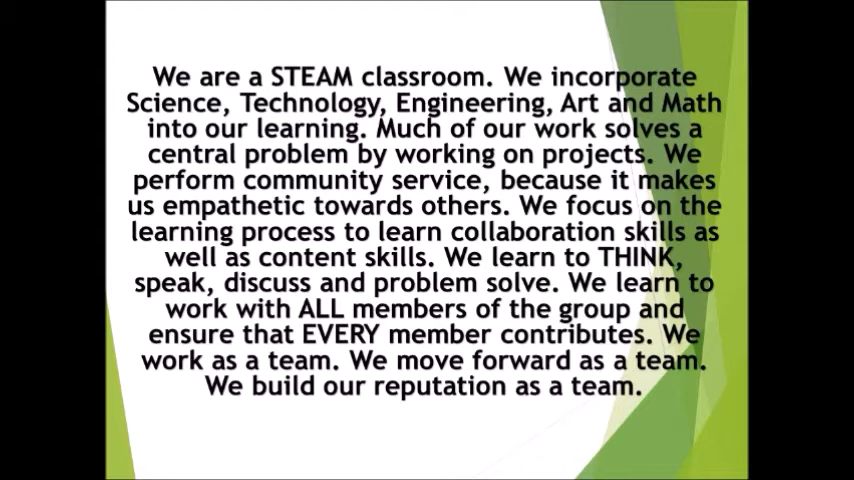 We are a STEAM classroom. We incorporate
Science, Technology, Engineering, Art and Math
into our learning. Much of our work solves a
central problem by working on projects. We
perform community service, because it makes
us empathetic towards others. We focus on the
learning process to learn collaboration skills as
well as content skills. We learn to THINK,
speak, discuss and problem solve. We learn to
work with ALL members of the group and
ensure that EVERY member contributes. We
work as a team. We move forward as a team.
We build our reputation as a team.